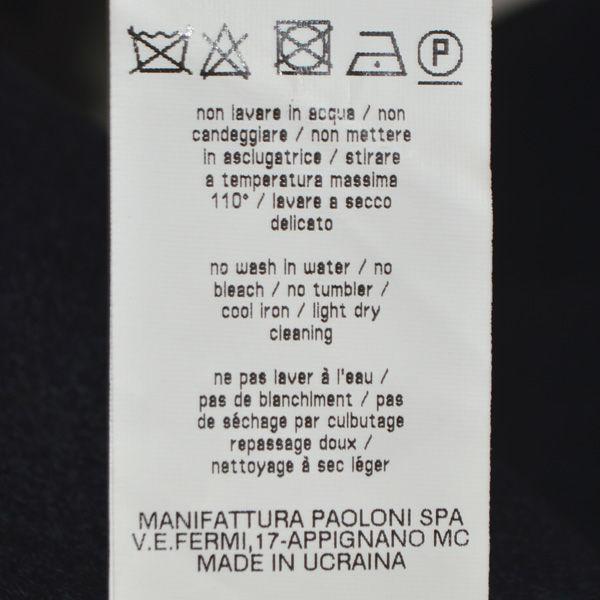 P
non lavare in acqua / non
candeggiare / non mettere
in asciugatrice / stirare
a temperatura massima
110° / lavare a secco
delicato
no wash in water / no
bleach / no tumbler /
cool iron / light dry
cleaning
ne pas laver à l'eau /
pas de blanchiment / pas
de séchage par culbutage
repassage doux /
nettoyage à sec léger
MANIFATTURA PAOLONI SPA
V.E.FERMI,17-APPIGNANO MC
MADE IN UCRAINA